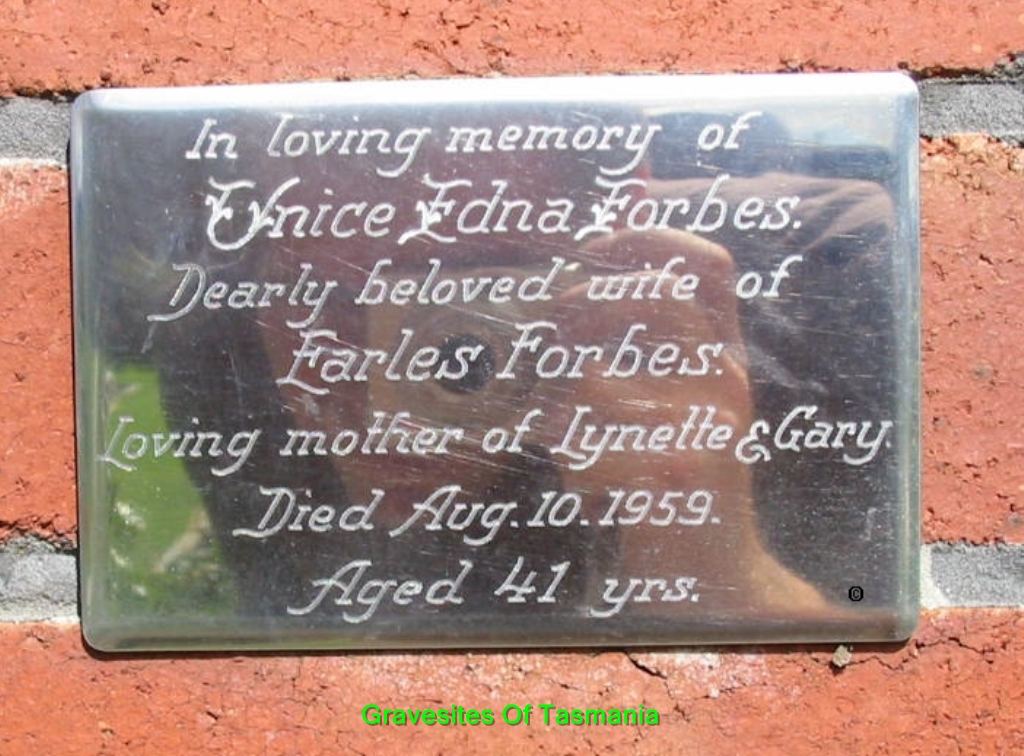 In loving memory of
Eunice Edna Forbes.
Dearly beloved wife of
Earles Forbes.
Loving mother of Lynette & Gary.
Died Aug. 10. 1959.
Aged 41 yrs.
©
Gravesites Of Tasmania